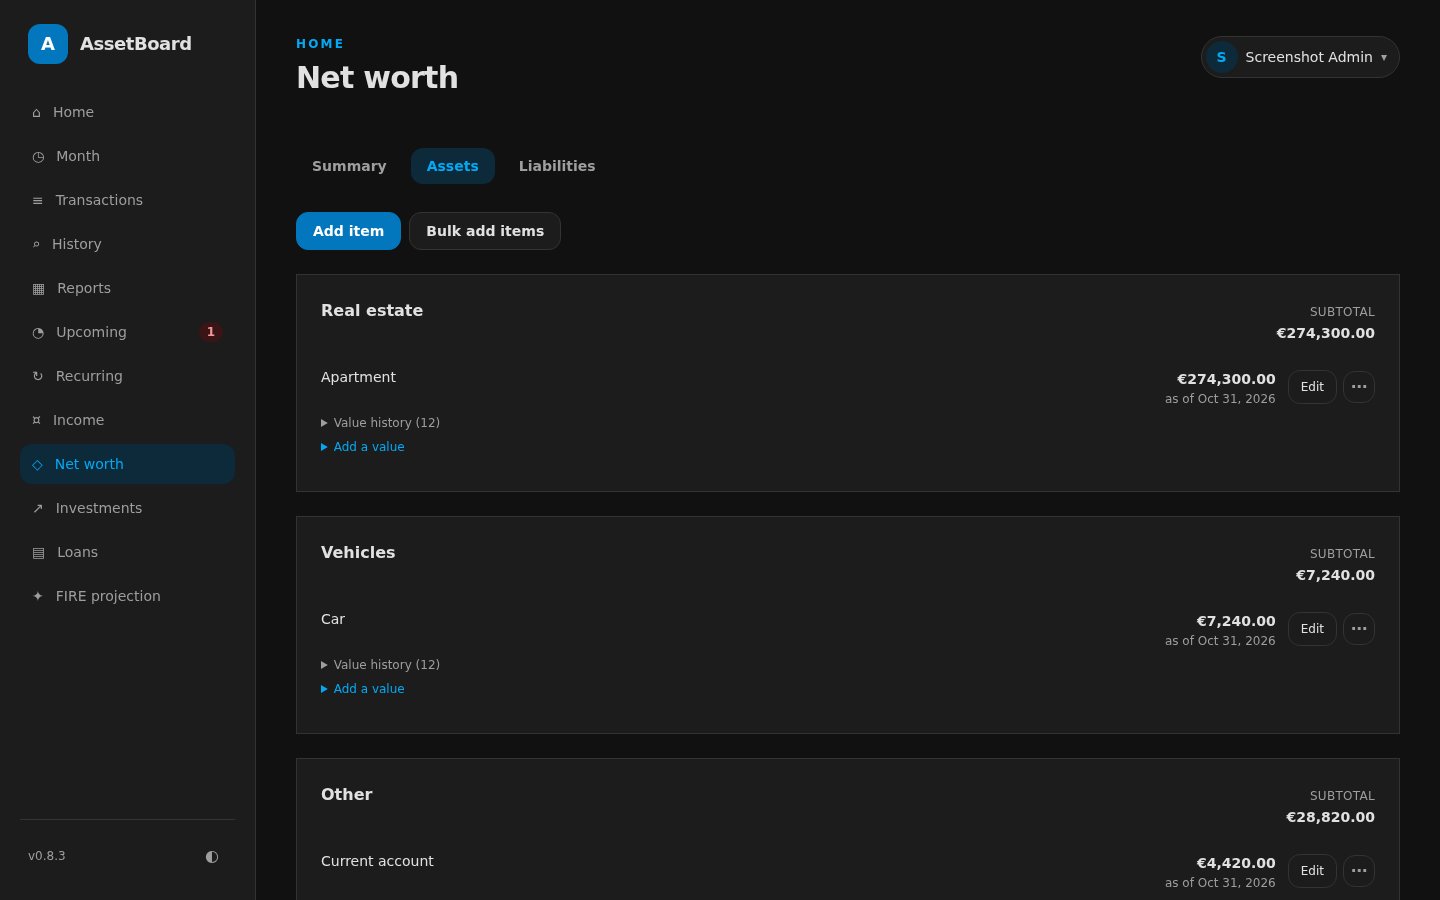 A AssetBoard
Home
Month
Transactions
History
Reports
Upcoming 1
Recurring
Income
Net worth
Investments
Loans
FIRE projection
v0.8.3
HOME
Net worth
S Screenshot Admin
Summary Assets Liabilities
Add item Bulk add items
Real estate
SUBTOTAL
€274,300.00
Apartment
€274,300.00
as of Oct 31, 2026
Edit ...
Value history (12)
Add a value
Vehicles
SUBTOTAL
€7,240.00
Car
€7,240.00
as of Oct 31, 2026
Edit ...
Value history (12)
Add a value
Other
SUBTOTAL
€28,820.00
Current account
€4,420.00
as of Oct 31, 2026
Edit ...